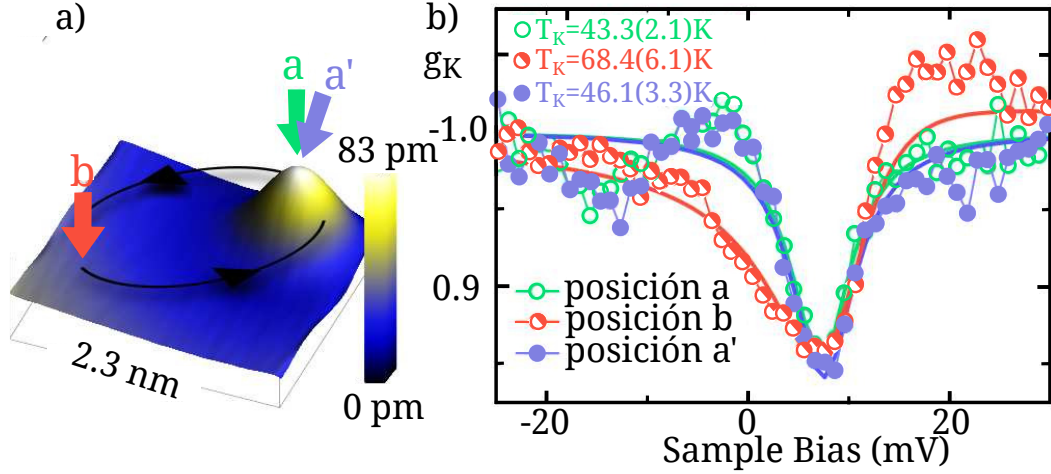 a)
a
a'
b
83 pm
0 pm
2.3 nm
b)
g_K
T_K=43.3(2.1)K
T_K=68.4(6.1)K
T_K=46.1(3.3)K
-1.0
0.9
posición a
posición b
posición a'
-20 0 20
Sample Bias (mV)